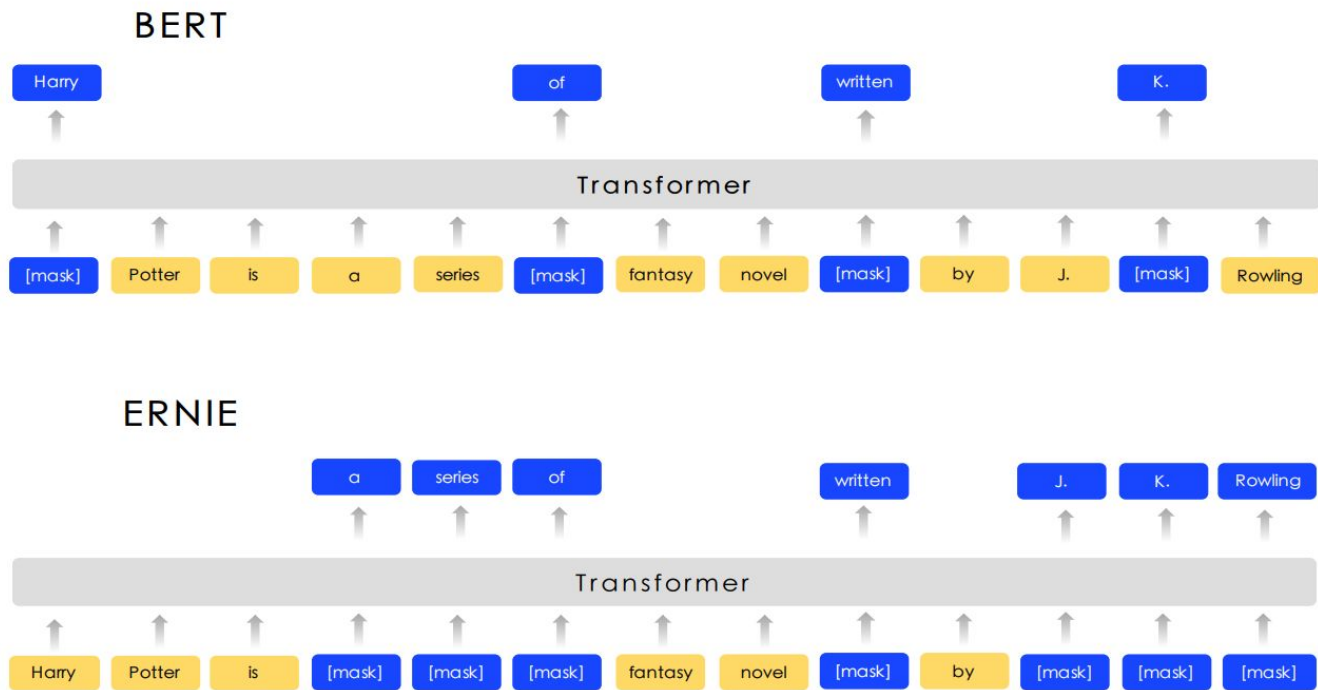 BERT
Harry of written K.
Transformer
[mask] Potter is a series [mask] fantasy novel [mask] by J. [mask] Rowling
ERNIE
a series of written J. K. Rowling
Transformer
Harry Potter is [mask] [mask] [mask] fantasy novel [mask] by [mask] [mask] [mask]